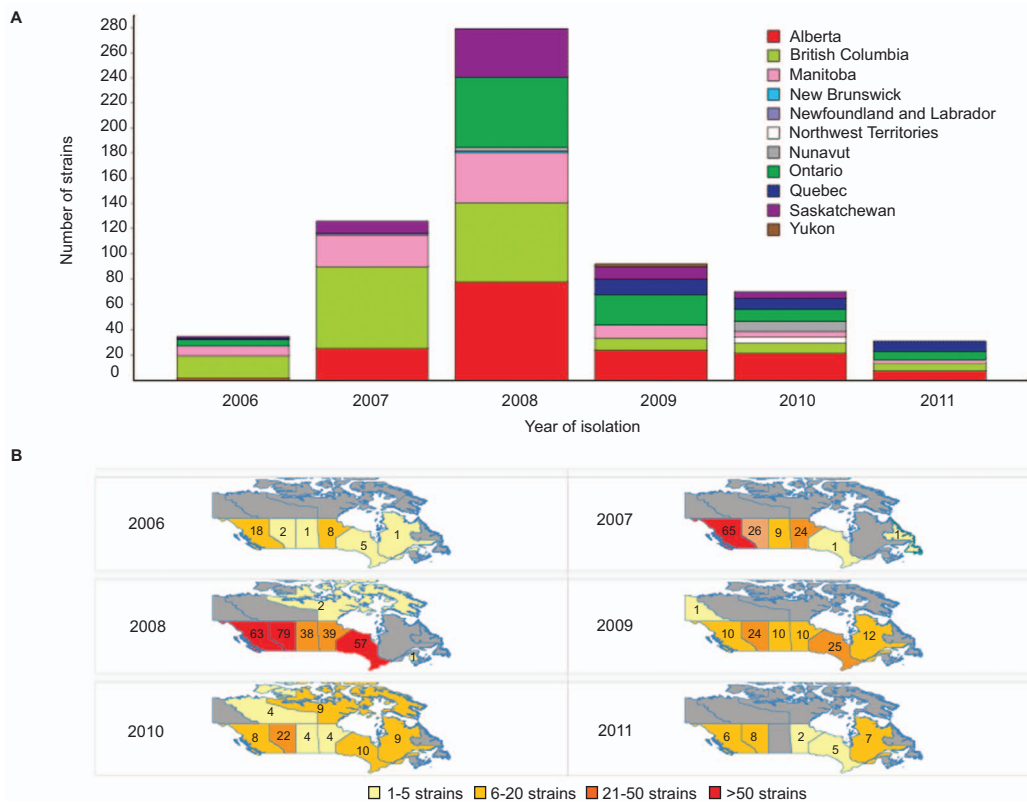 A
280
260
240
220
200
180
160
140
120
100
80
60
40
20
0
Number of strains
2006 2007 2008 2009 2010 2011
Year of isolation
Alberta
British Columbia
Manitoba
New Brunswick
Newfoundland and Labrador
Northwest Territories
Nunavut
Ontario
Quebec
Saskatchewan
Yukon
B
2006
18 2 1 8 5 1
2007
65 26 9 24 1 1
2008
2
63 79 38 39 57 1
2009
1
10 24 10 10 25 12
2010
4 9
8 22 4 4 10 9
2011
6 8 2 5 7
1-5 strains 6-20 strains 21-50 strains >50 strains